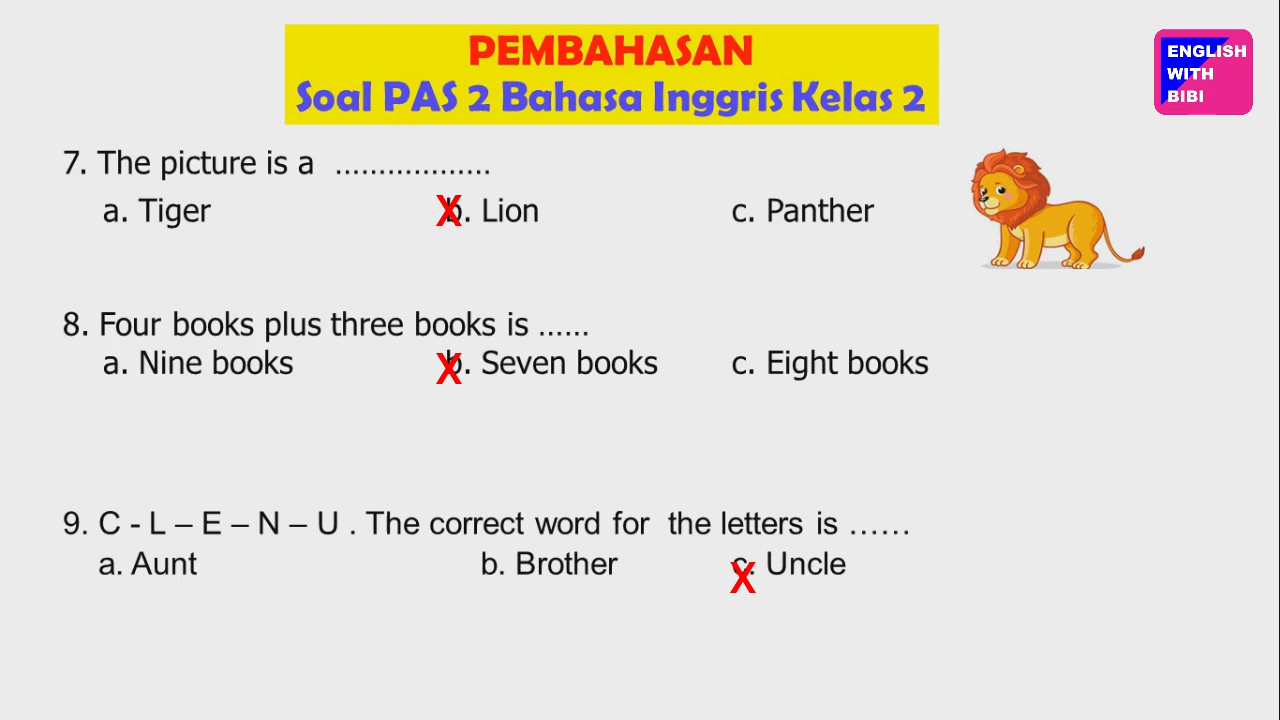 PEMBAHASAN
Soal PAS 2 Bahasa Inggris Kelas 2
ENGLISH
WITH
BIBI
7. The picture is a ..................
a. Tiger X b. Lion c. Panther
8. Four books plus three books is ......
a. Nine books X b. Seven books c. Eight books
9. C - L – E – N – U . The correct word for the letters is ……
a. Aunt b. Brother X c. Uncle